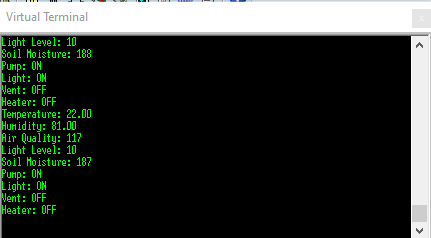 Virtual Terminal
Light Level: 10
Soil Moisture: 188
Pump: ON
Light: ON
Vent: OFF
Heater: OFF
Temperature: 22.00
Humidity: 81.00
Air Quality: 117
Light Level: 10
Soil Moisture: 187
Pump: ON
Light: ON
Vent: OFF
Heater: OFF